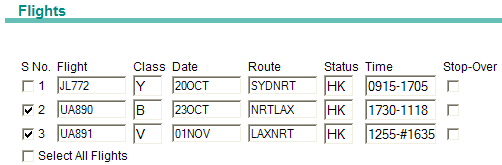 Flights
S No. Flight Class Date Route Status Time Stop-Over
1 JL772 Y 20OCT SYDNRT HK 0915-1705
2 UA890 B 23OCT NRTLAX HK 1730-1118
3 UA891 V 01NOV LAXNRT HK 1255-#1635
Select All Flights